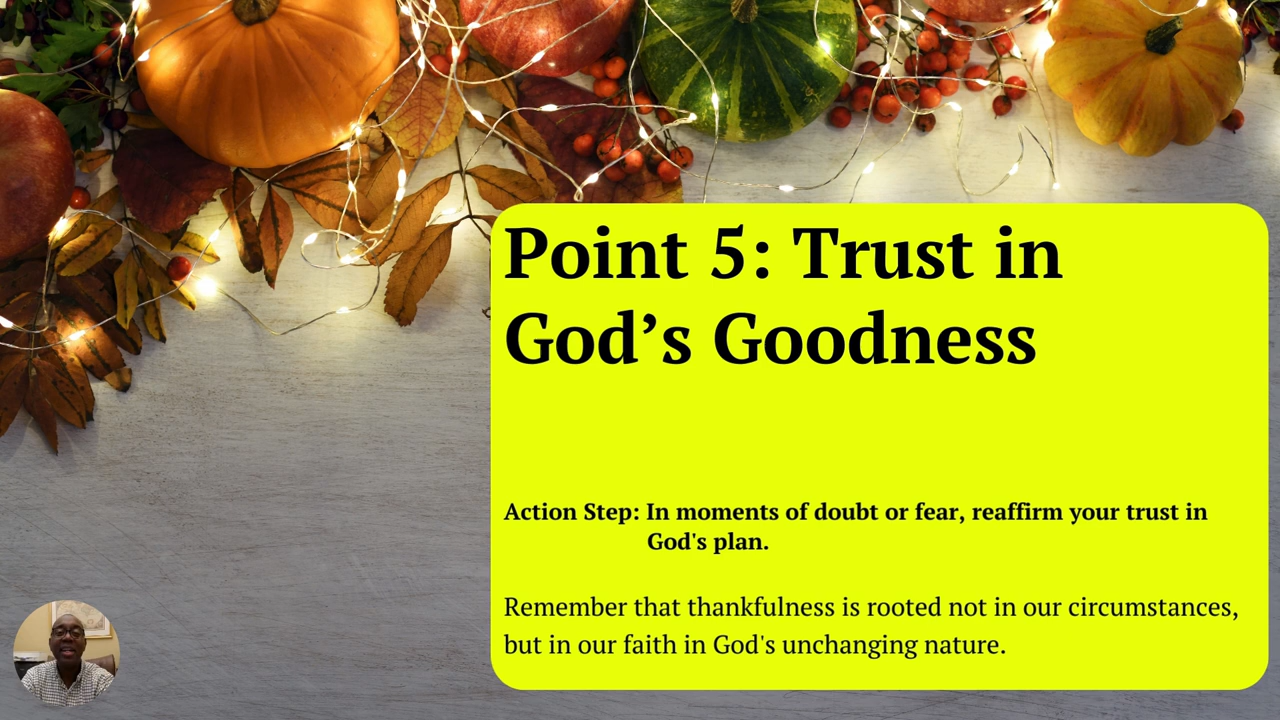 Point 5: Trust in
God’s Goodness
Action Step: In moments of doubt or fear, reaffirm your trust in
God's plan.
Remember that thankfulness is rooted not in our circumstances,
but in our faith in God's unchanging nature.